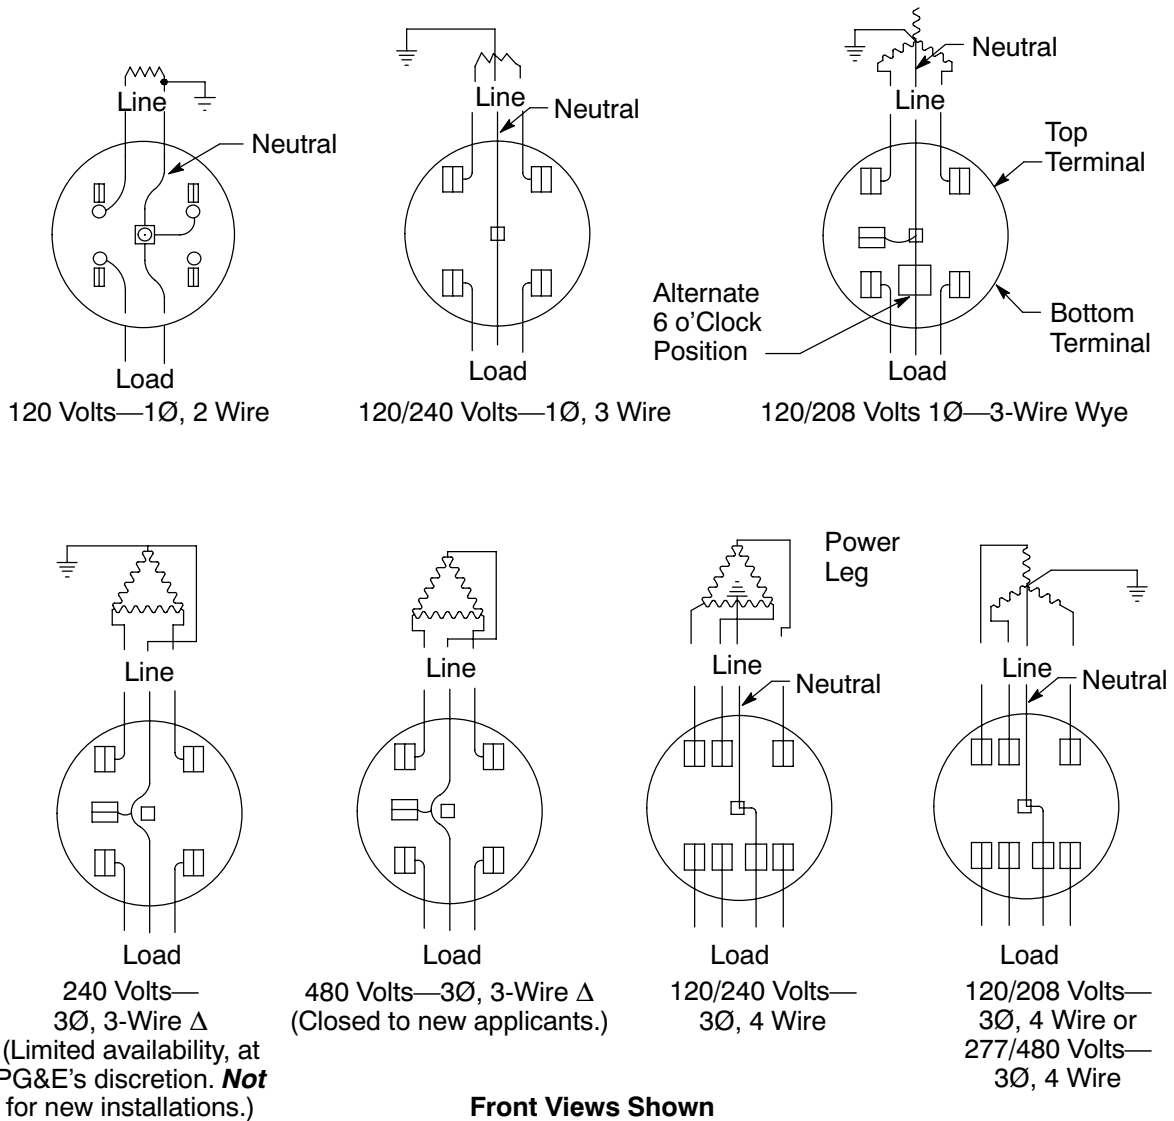 Line
Neutral
Load
120 Volts—1Ø, 2 Wire
Line
Neutral
Load
120/240 Volts—1Ø, 3 Wire
Neutral
Line
Top
Terminal
Alternate
6 o’Clock
Position
Bottom
Terminal
Load
120/208 Volts 1Ø—3-Wire Wye
Line
Load
240 Volts—
3Ø, 3-Wire Δ
(Limited availability, at
PG&E’s discretion. Not
for new installations.)
Line
Load
480 Volts—3Ø, 3-Wire Δ
(Closed to new applicants.)
Power
Leg
Line
Neutral
Load
120/240 Volts—
3Ø, 4 Wire
Line
Neutral
Load
120/208 Volts—
3Ø, 4 Wire or
277/480 Volts—
3Ø, 4 Wire
Front Views Shown